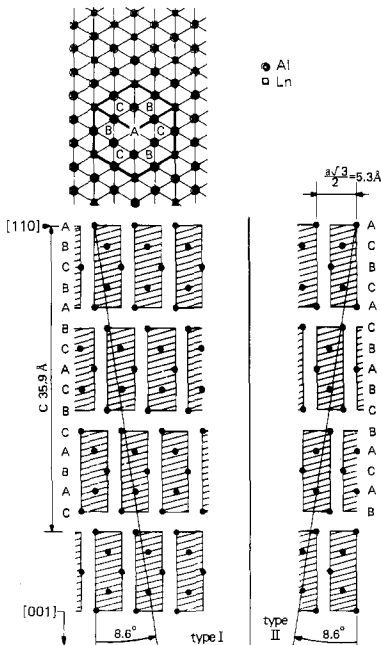 C B
B A C
C B
Al
Ln
a√3
2
=5.3Å
[110]
A
B
C
B
A
B
C
A
C
B
C
A
B
A
C
C 35.9 Å
[001]
8.6°
type I
A
C
B
C
A
C
B
A
B
C
B
A
C
A
B
type
II
8.6°